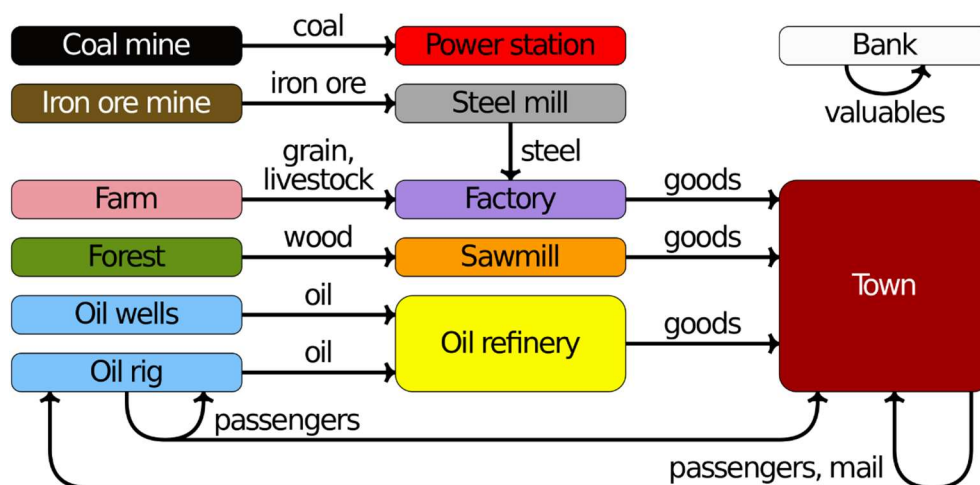 Coal mine
coal
Power station
Bank
valuables
Iron ore mine
iron ore
Steel mill
steel
Farm
grain,
livestock
Factory
goods
Forest
wood
Sawmill
goods
Town
Oil wells
oil
Oil refinery
goods
Oil rig
oil
passengers
passengers, mail